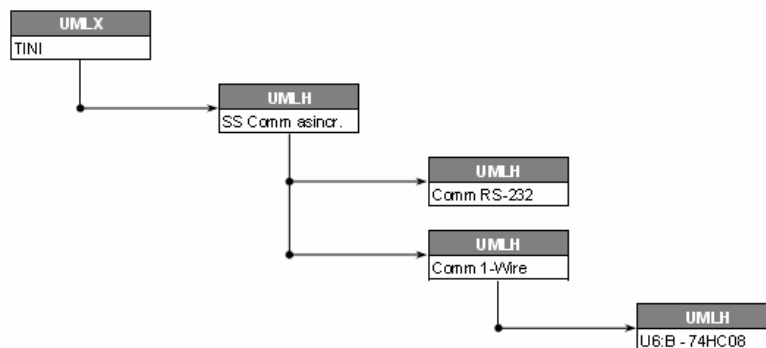 UMLX
TINI
UMLH
SS Comm asincr.
UMLH
Comm RS-232
UMLH
Comm 1-Wire
UMLH
U6:B - 74HC08